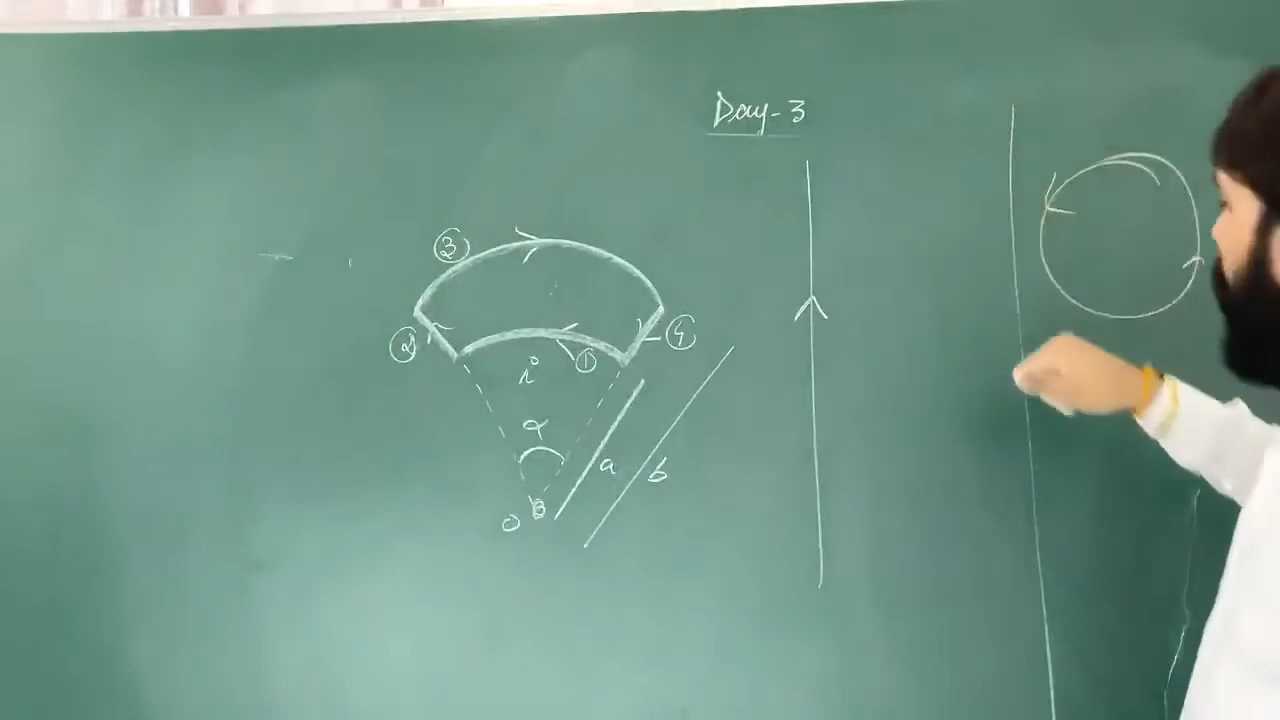 Day-3
③
② ① ④
i
α
a b
O B